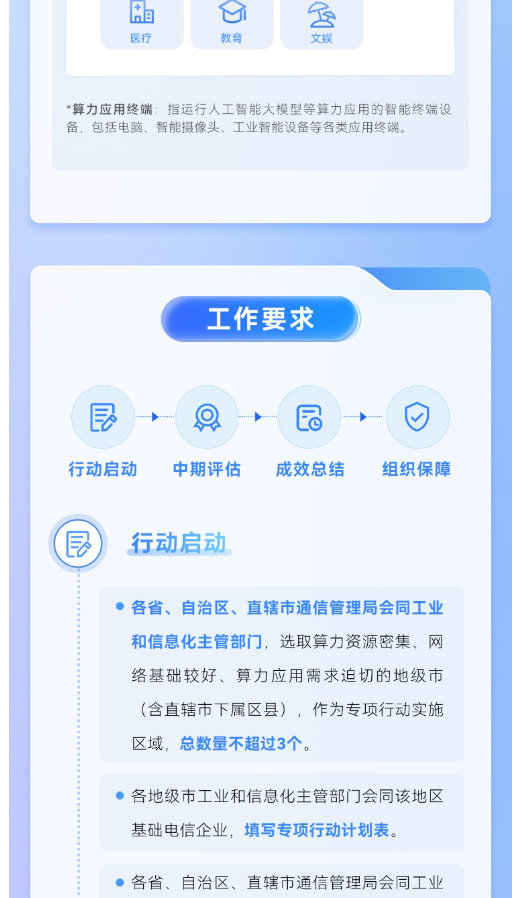 医疗
教育
文娱
*算力应用终端：指运行人工智能大模型等算力应用的智能终端设
备，包括电脑、智能摄像头、工业智能设备等各类应用终端。
工作要求
行动启动
中期评估
成效总结
组织保障
行动启动
各省、自治区、直辖市通信管理局会同工业
和信息化主管部门，选取算力资源密集、网
络基础较好、算力应用需求迫切的地级市
（含直辖市下属区县），作为专项行动实施
区域，总数量不超过3个。
各地级市工业和信息化主管部门会同该地区
基础电信企业，填写专项行动计划表。
各省、自治区、直辖市通信管理局会同工业